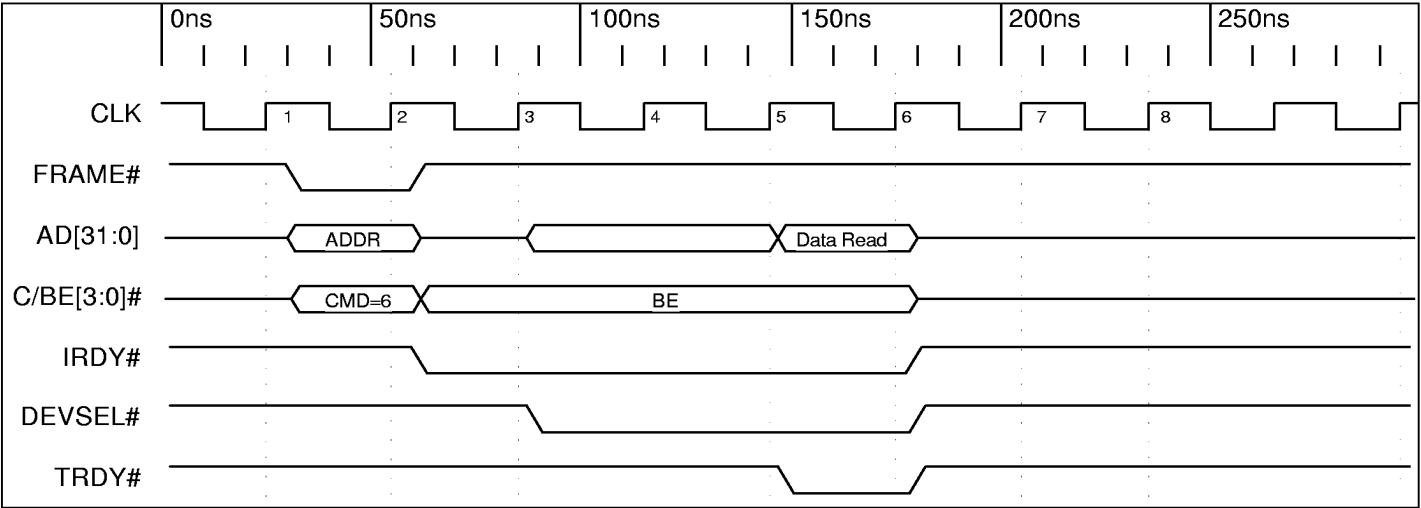 0ns 50ns 100ns 150ns 200ns 250ns
CLK 1 2 3 4 5 6 7 8
FRAME#
AD[31:0] ADDR Data Read
C/BE[3:0]# CMD=6 BE
IRDY#
DEVSEL#
TRDY#